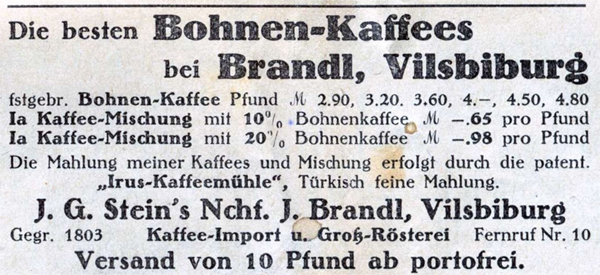 Die besten Bohnen-Kaffees
bei Brandl, Vilsbiburg
fstgebr. Bohnen-Kaffee Pfund ℳ 2.90, 3.20. 3.60, 4.—, 4.50, 4.80
Ia Kaffee-Mischung mit 10% Bohnenkaffee ℳ —.65 pro Pfund
Ia Kaffee-Mischung mit 20% Bohnenkaffee ℳ —.98 pro Pfund
Die Mahlung meiner Kaffees und Mischung erfolgt durch die patent.
„Irus-Kaffeemühle“, Türkisch feine Mahlung.
J. G. Stein's Nchf. J. Brandl, Vilsbiburg
Gegr. 1803 Kaffee-Import u. Groß-Rösterei Fernruf Nr. 10
Versand von 10 Pfund ab portofrei.